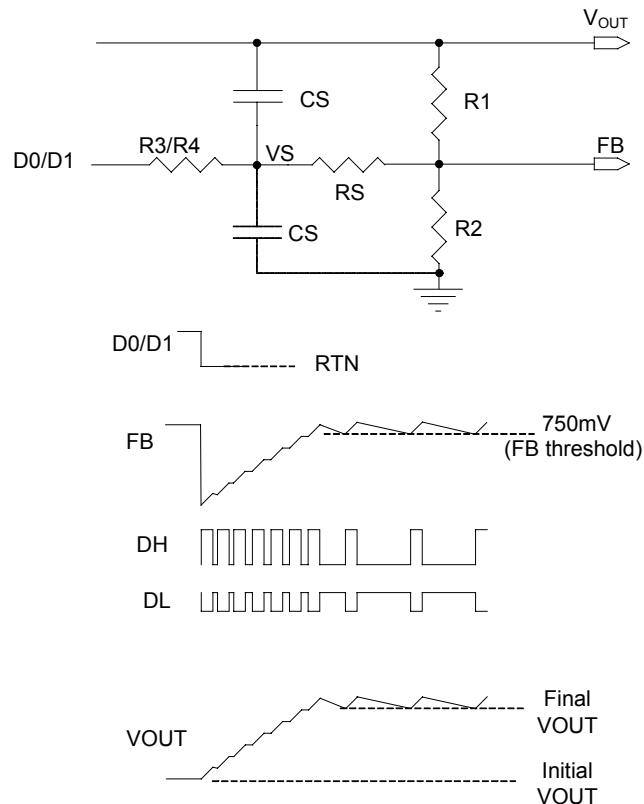 VOUT
CS
R1
R3/R4
VS
FB
D0/D1
RS
CS
R2
D0/D1
RTN
FB
750mV
(FB threshold)
DH
DL
VOUT
Final
VOUT
Initial
VOUT